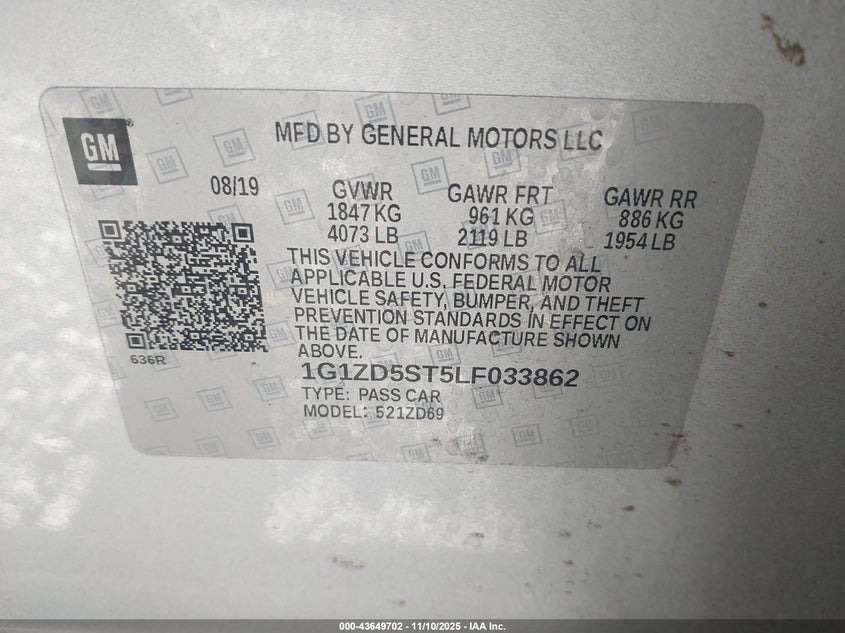 GM
MFD BY GENERAL MOTORS LLC
08/19
GVWR GAWR FRT GAWR RR
1847 KG 961 KG 886 KG
4073 LB 2119 LB 1954 LB
THIS VEHICLE CONFORMS TO ALL
APPLICABLE U.S. FEDERAL MOTOR
VEHICLE SAFETY, BUMPER, AND THEFT
PREVENTION STANDARDS IN EFFECT ON
THE DATE OF MANUFACTURE SHOWN
ABOVE.
636R
1G1ZD5ST5LF033862
TYPE: PASS CAR
MODEL: 521ZD69
000-43649702 - 11/10/2025 - IAA Inc.